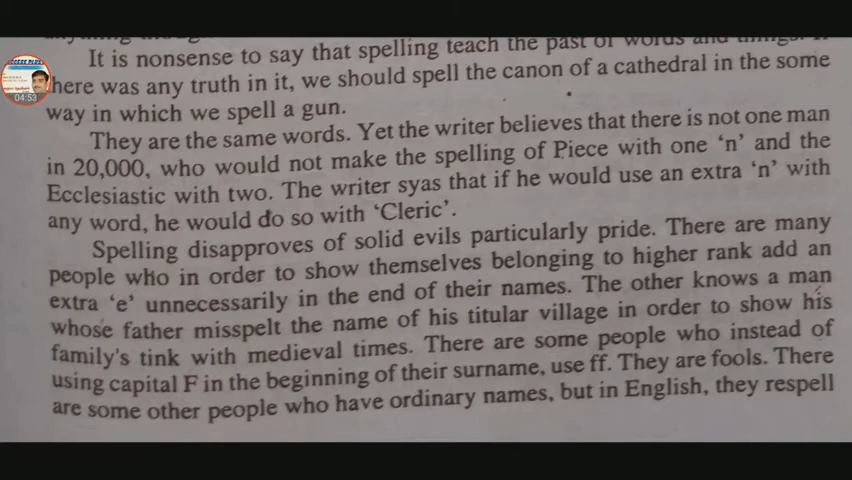 It is nonsense to say that spelling teach the past of words and things. If
here was any truth in it, we should spell the canon of a cathedral in the some
way in which we spell a gun.
They are the same words. Yet the writer believes that there is not one man
in 20,000, who would not make the spelling of Piece with one ‘n’ and the
Ecclesiastic with two. The writer syas that if he would use an extra ‘n’ with
any word, he would do so with ‘Cleric’.
Spelling disapproves of solid evils particularly pride. There are many
people who in order to show themselves belonging to higher rank add an
extra ‘e’ unnecessarily in the end of their names. The other knows a man
whose father misspelt the name of his titular village in order to show his
family's tink with medieval times. There are some people who instead of
using capital F in the beginning of their surname, use ff. They are fools. There
are some other people who have ordinary names, but in English, they respell
ACCESS PLUS
04:53